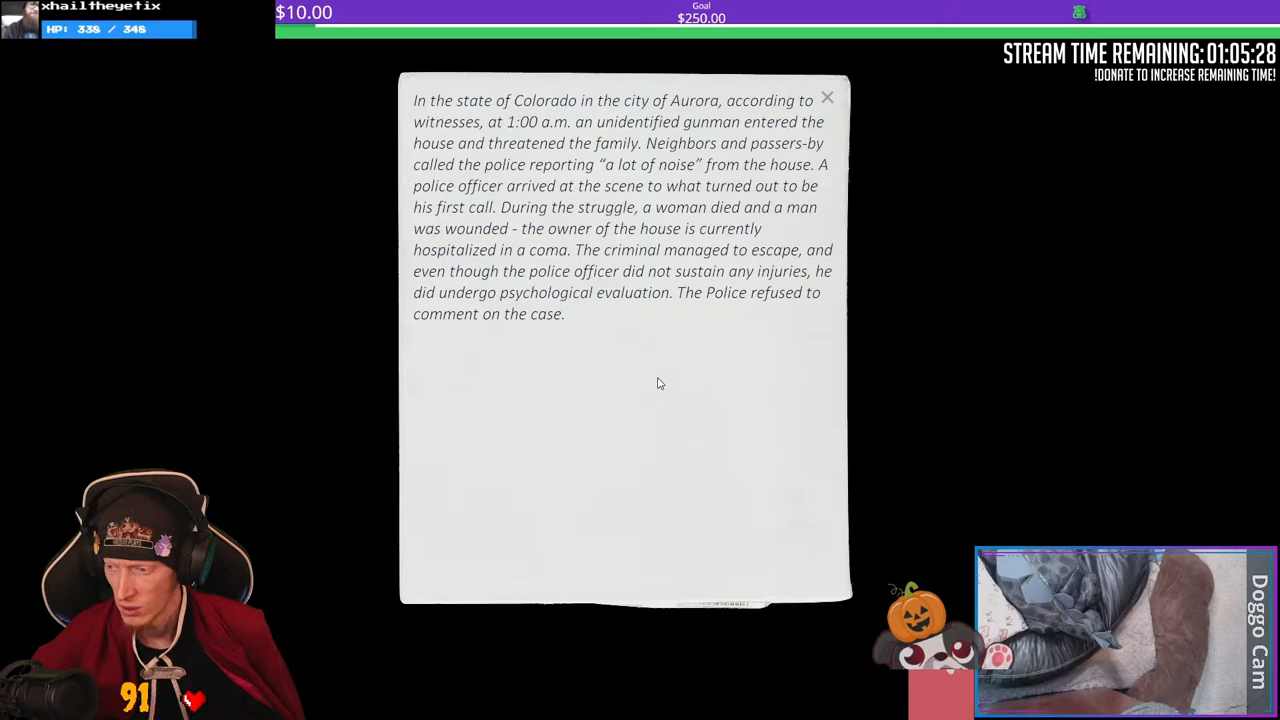 xhailtheyetix
HP: 338 / 348
$10.00
Goal
$250.00
STREAM TIME REMAINING: 01:05:28
!DONATE TO INCREASE REMAINING TIME!
In the state of Colorado in the city of Aurora, according to
witnesses, at 1:00 a.m. an unidentified gunman entered the
house and threatened the family. Neighbors and passers-by
called the police reporting “a lot of noise” from the house. A
police officer arrived at the scene to what turned out to be
his first call. During the struggle, a woman died and a man
was wounded - the owner of the house is currently
hospitalized in a coma. The criminal managed to escape, and
even though the police officer did not sustain any injuries, he
did undergo psychological evaluation. The Police refused to
comment on the case.
91
Doggo Cam